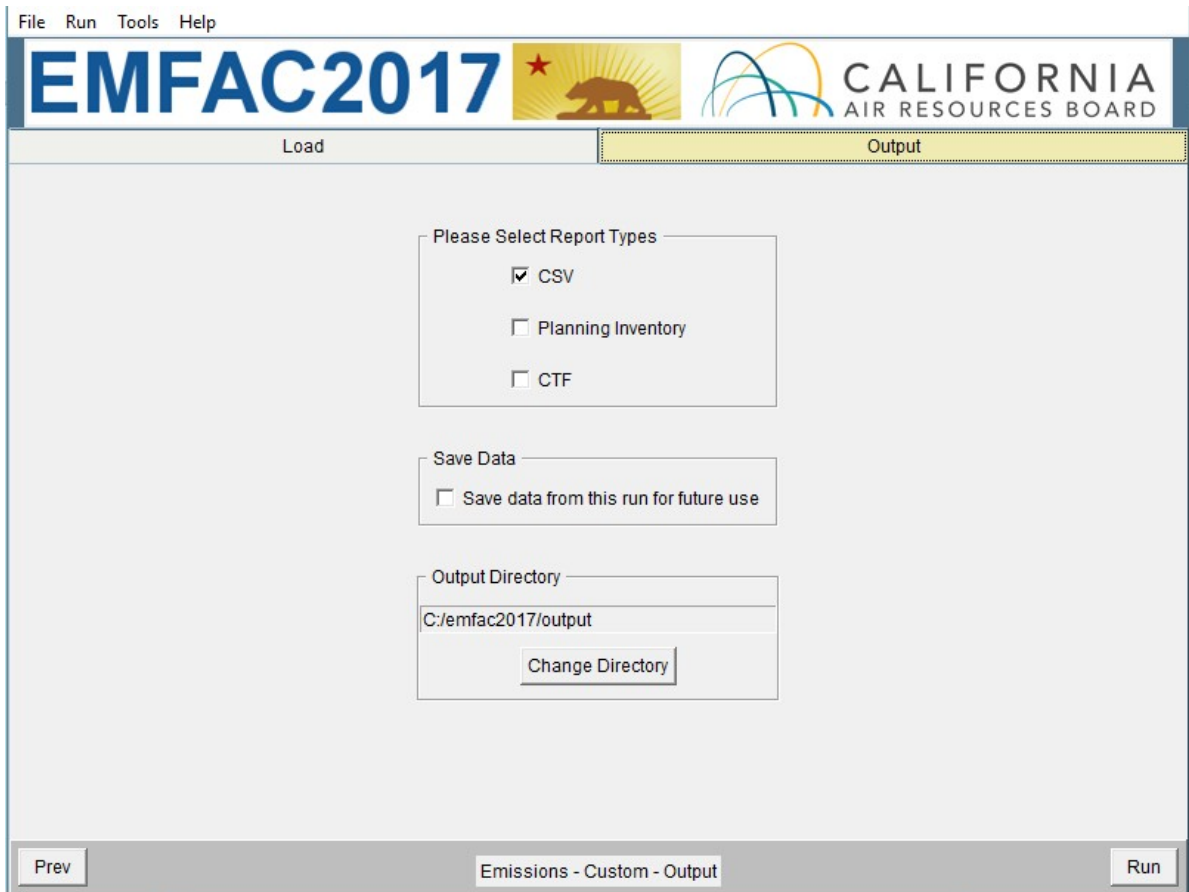 File Run Tools Help
EMFAC2017
CALIFORNIA
AIR RESOURCES BOARD
Load Output
Please Select Report Types
CSV
Planning Inventory
CTF
Save Data
Save data from this run for future use
Output Directory
C:/emfac2017/output
Change Directory
Prev Emissions - Custom - Output Run